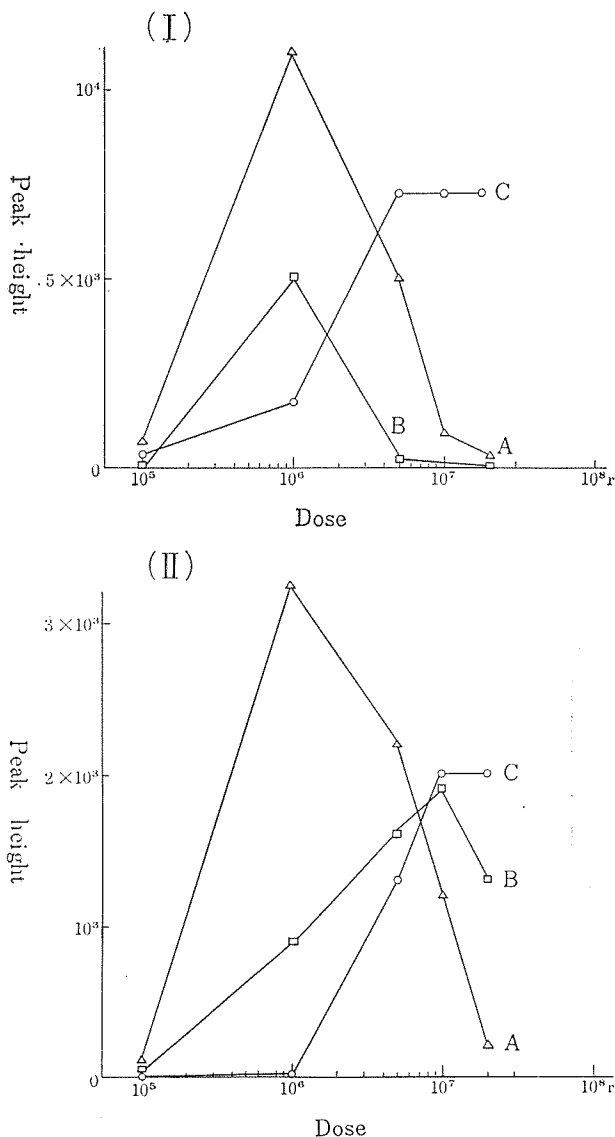 (I)
10⁴
5×10³
0
Peak height
C
B
A
10⁵
10⁶
10⁷
10⁸r
Dose
(II)
3×10³
2×10³
10³
0
Peak height
C
B
A
10⁵
10⁶
10⁷
10⁸r
Dose